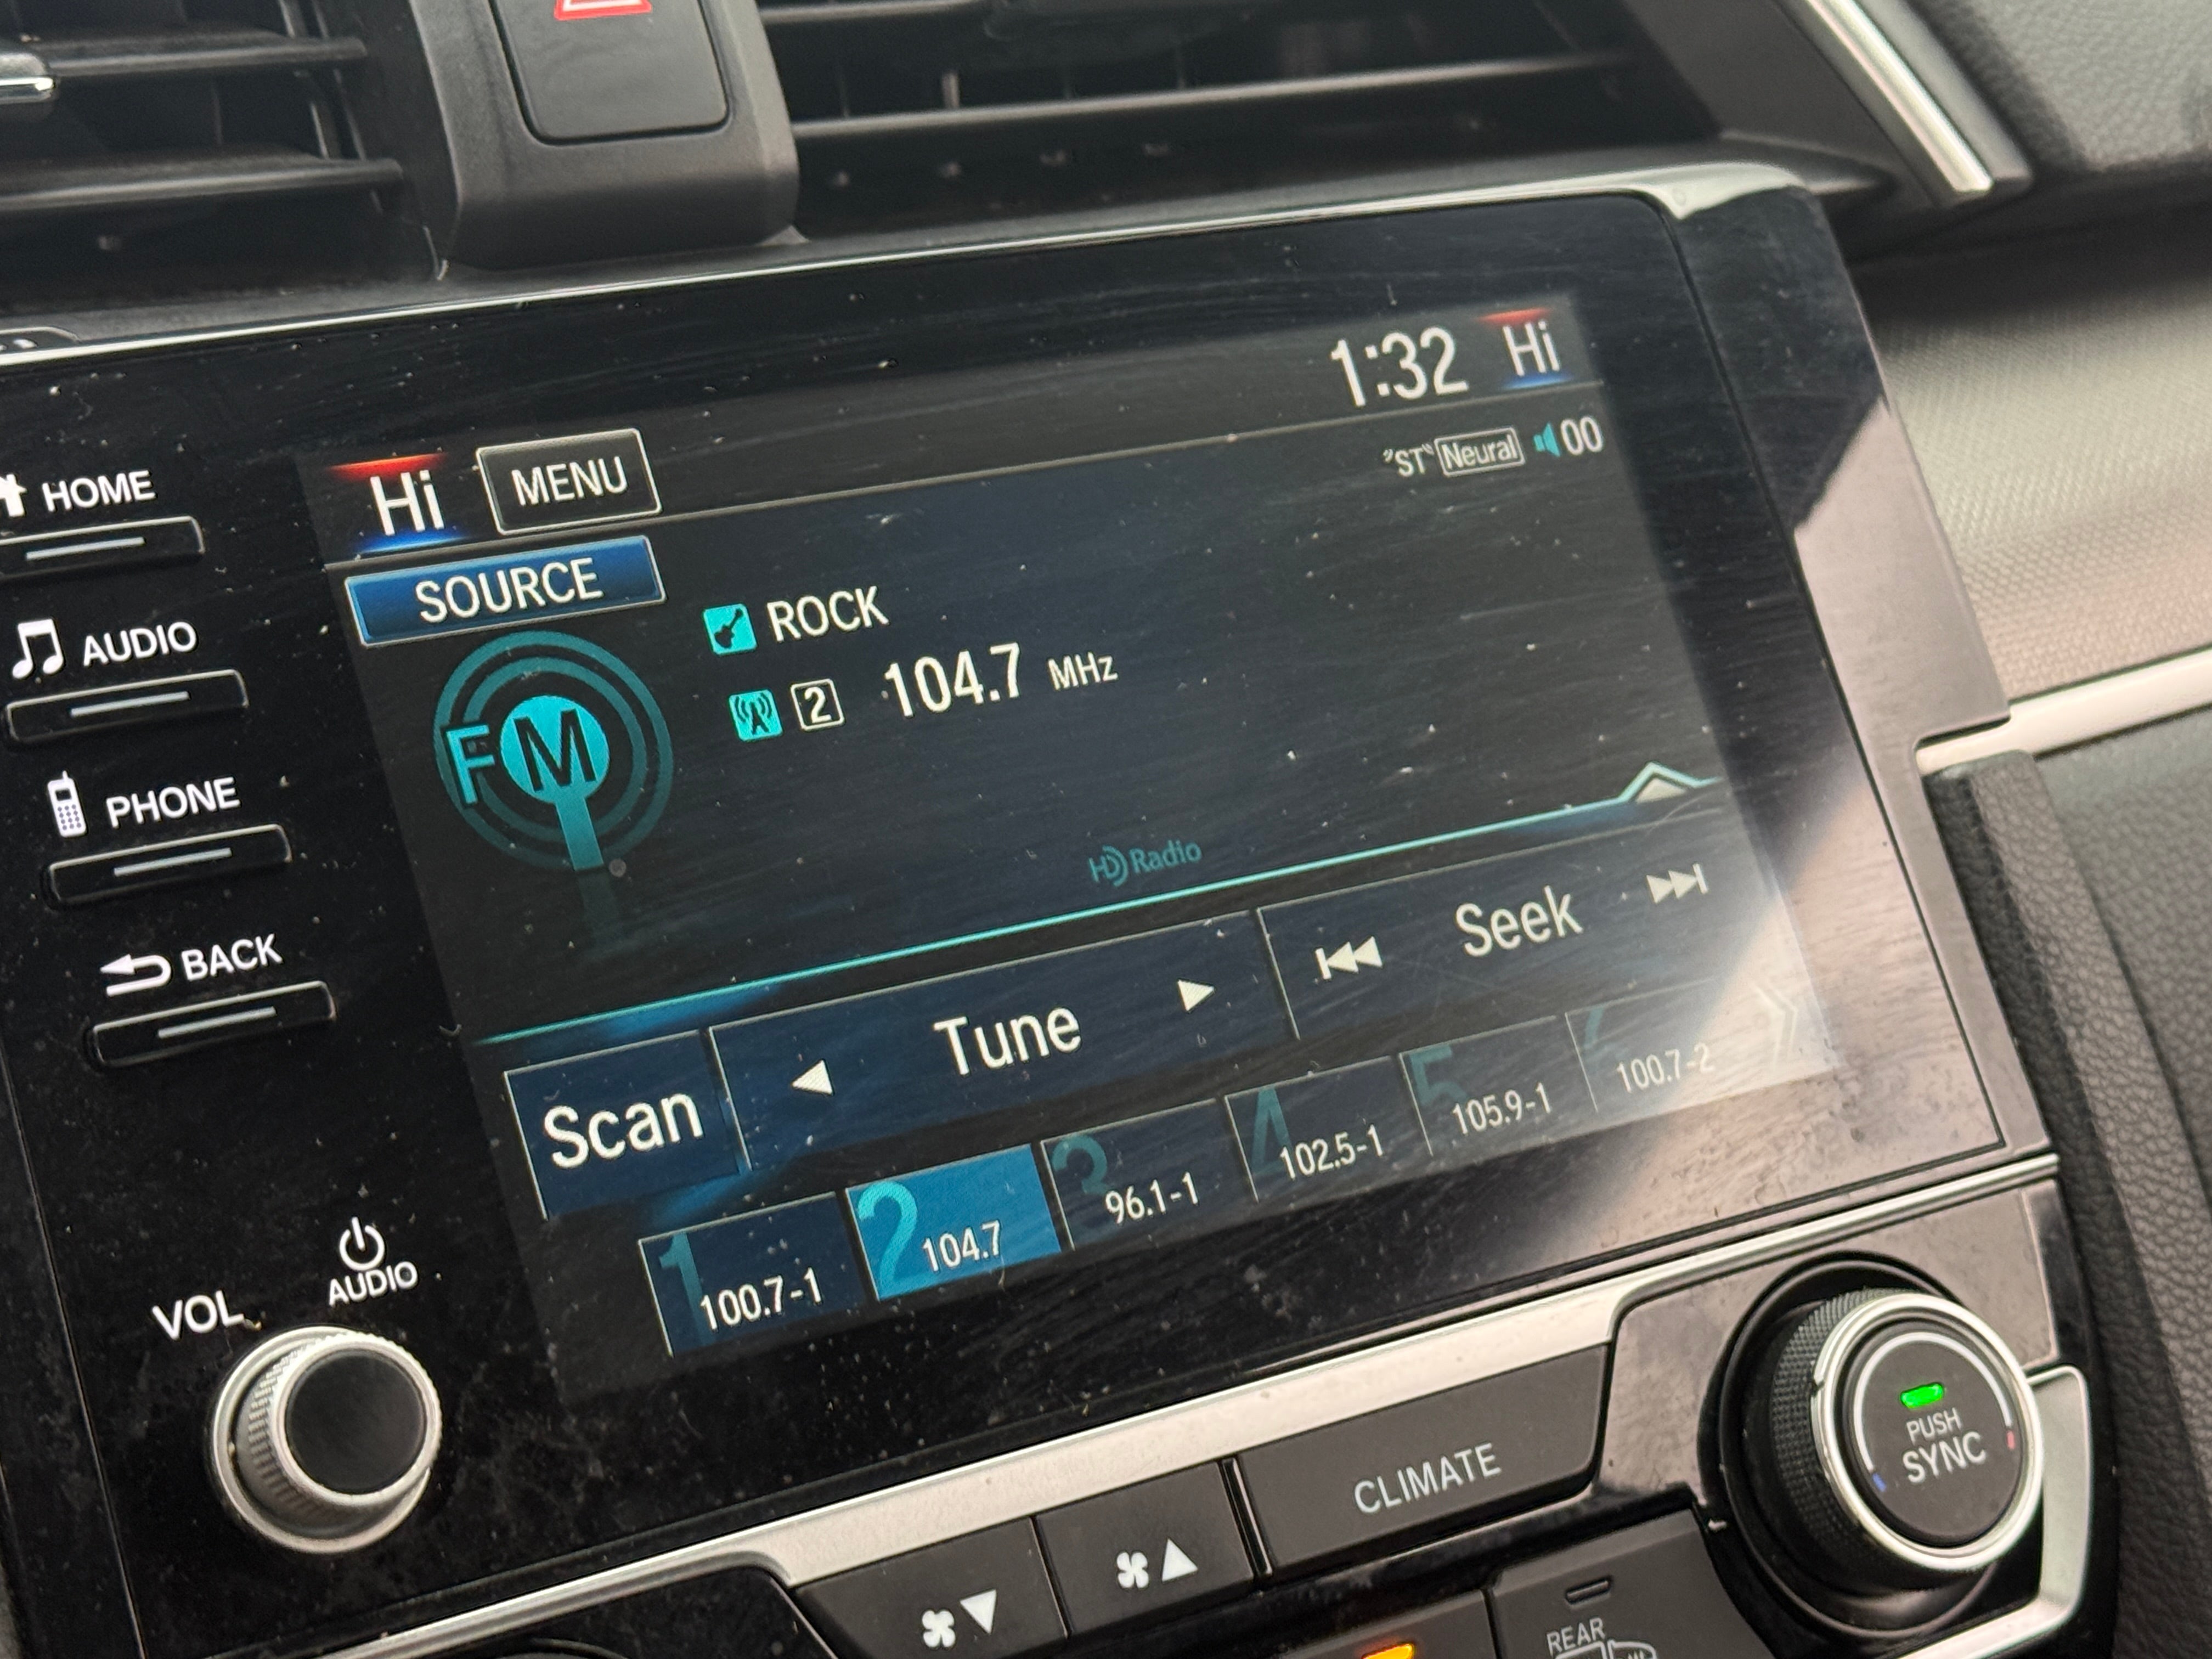 1:32 Hi
Hi MENU
"ST" Neural 00
HOME
SOURCE
ROCK
AUDIO
2 104.7 MHz
FM
PHONE
HD Radio
BACK
Seek
Tune
Scan
1 100.7-1
2 104.7
3 96.1-1
4 102.5-1
5 105.9-1
100.7-2
VOL
AUDIO
PUSH
SYNC
CLIMATE
REAR